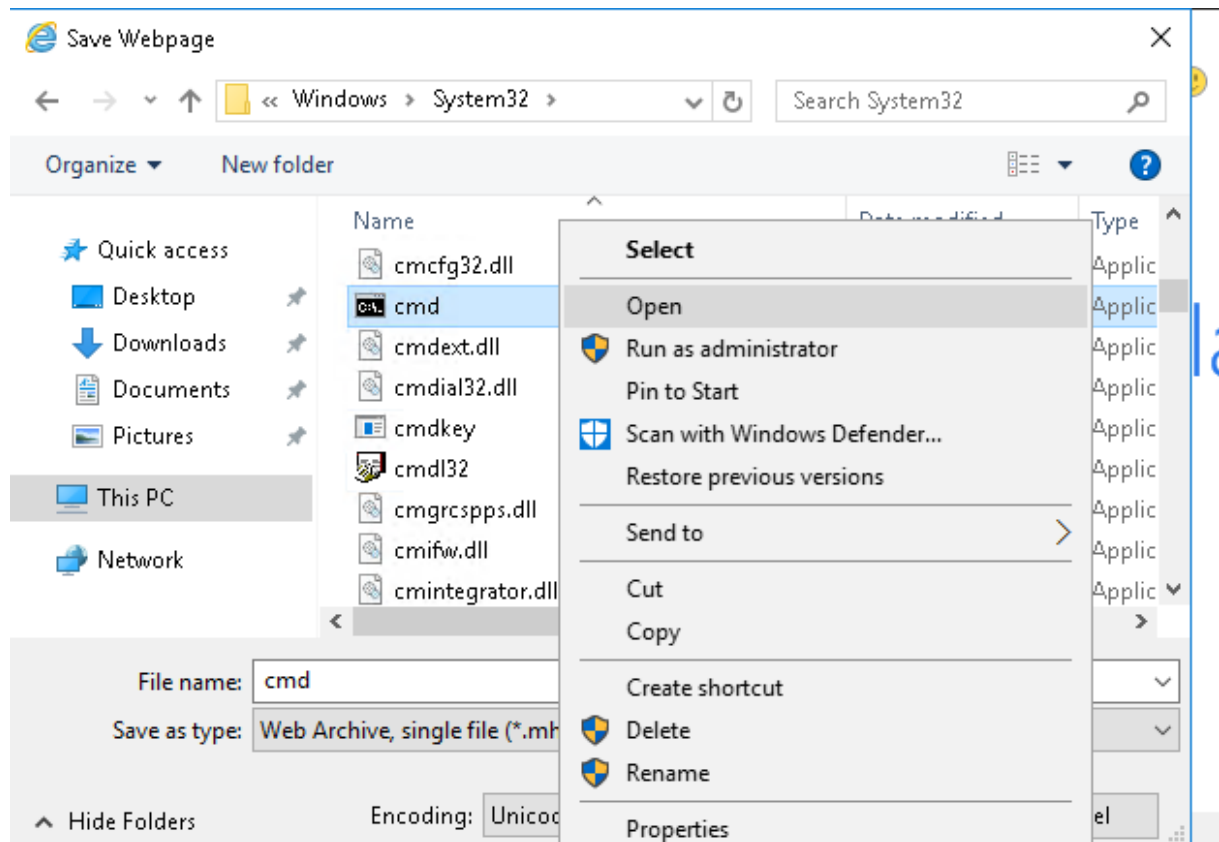 Save Webpage
« Windows > System32 >
Search System32
Organize
New folder
?
Name
Type
Quick access
Desktop
Downloads
Documents
Pictures
This PC
Network
cmcfg32.dll
Applic
cmd
Applic
cmdext.dll
Applic
cmdial32.dll
Applic
cmdkey
Applic
cmdl32
Applic
cmgrcspps.dll
Applic
cmifw.dll
Applic
cmintegrator.dll
Applic
Select
Open
Run as administrator
Pin to Start
Scan with Windows Defender...
Restore previous versions
Send to
Cut
Copy
Create shortcut
Delete
Rename
Properties
File name: cmd
Save as type: Web Archive, single file (*.mh
Hide Folders
Encoding: Unicod
el